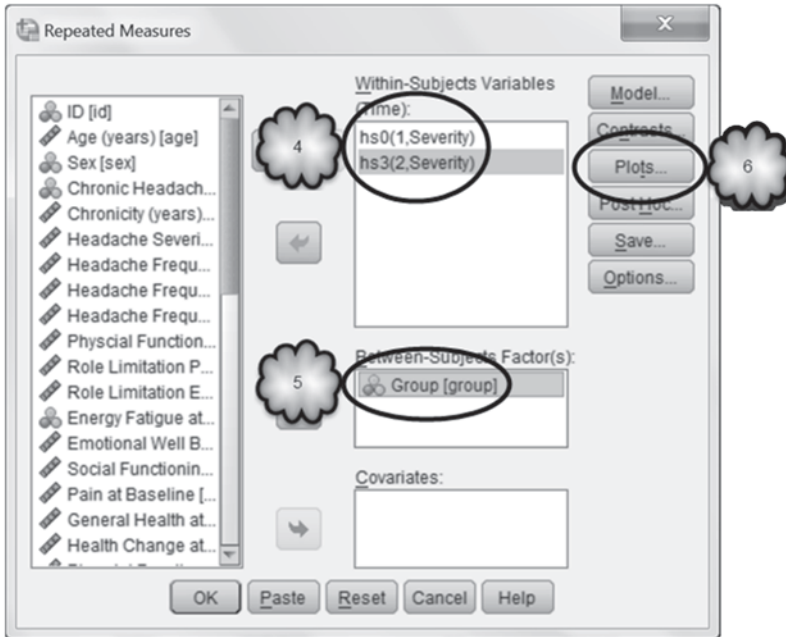 Repeated Measures
ID [id]
Age (years) [age]
Sex [sex]
Chronic Headach...
Chronicity (years)...
Headache Severi...
Headache Frequ...
Headache Frequ...
Headache Frequ...
Physcial Function...
Role Limitation P...
Role Limitation E...
Energy Fatigue at...
Emotional Well B...
Social Functionin...
Pain at Baseline [...
General Health at...
Health Change at...
4
Within-Subjects Variables
(Time):
hs0(1,Severity)
hs3(2,Severity)
5
Between-Subjects Factor(s):
Group [group]
Covariates:
Model...
Contrasts...
Plots...
6
Post Hoc...
Save...
Options...
OK
Paste
Reset
Cancel
Help